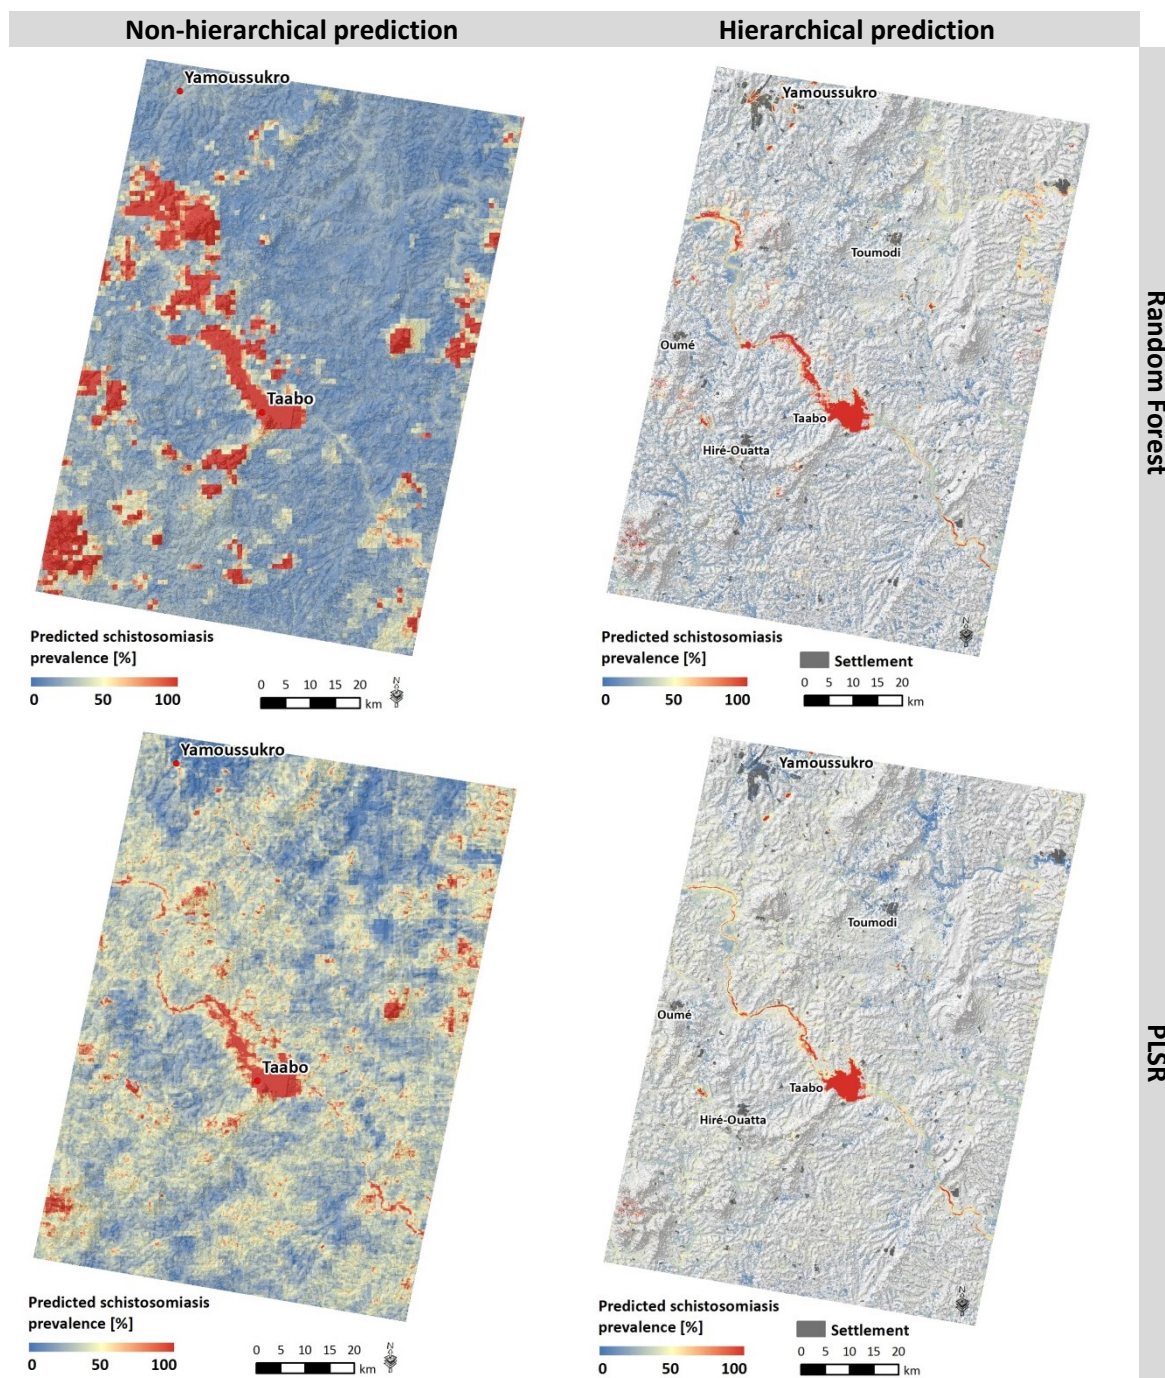 Non-hierarchical prediction
Hierarchical prediction
Random Forest
PLSR
Yamoussukro
Taabo
Predicted schistosomiasis
prevalence [%]
0 50 100
0 5 10 15 20
km
N
Yamoussukro
Toumodi
Oumé
Taabo
Hiré-Ouatta
N
Predicted schistosomiasis
prevalence [%]
Settlement
0 50 100
0 5 10 15 20
km
Yamoussukro
Taabo
Predicted schistosomiasis
prevalence [%]
0 50 100
0 5 10 15 20
km
N
Yamoussukro
Toumodi
Oumé
Taabo
Hiré-Ouatta
N
Predicted schistosomiasis
prevalence [%]
Settlement
0 50 100
0 5 10 15 20
km